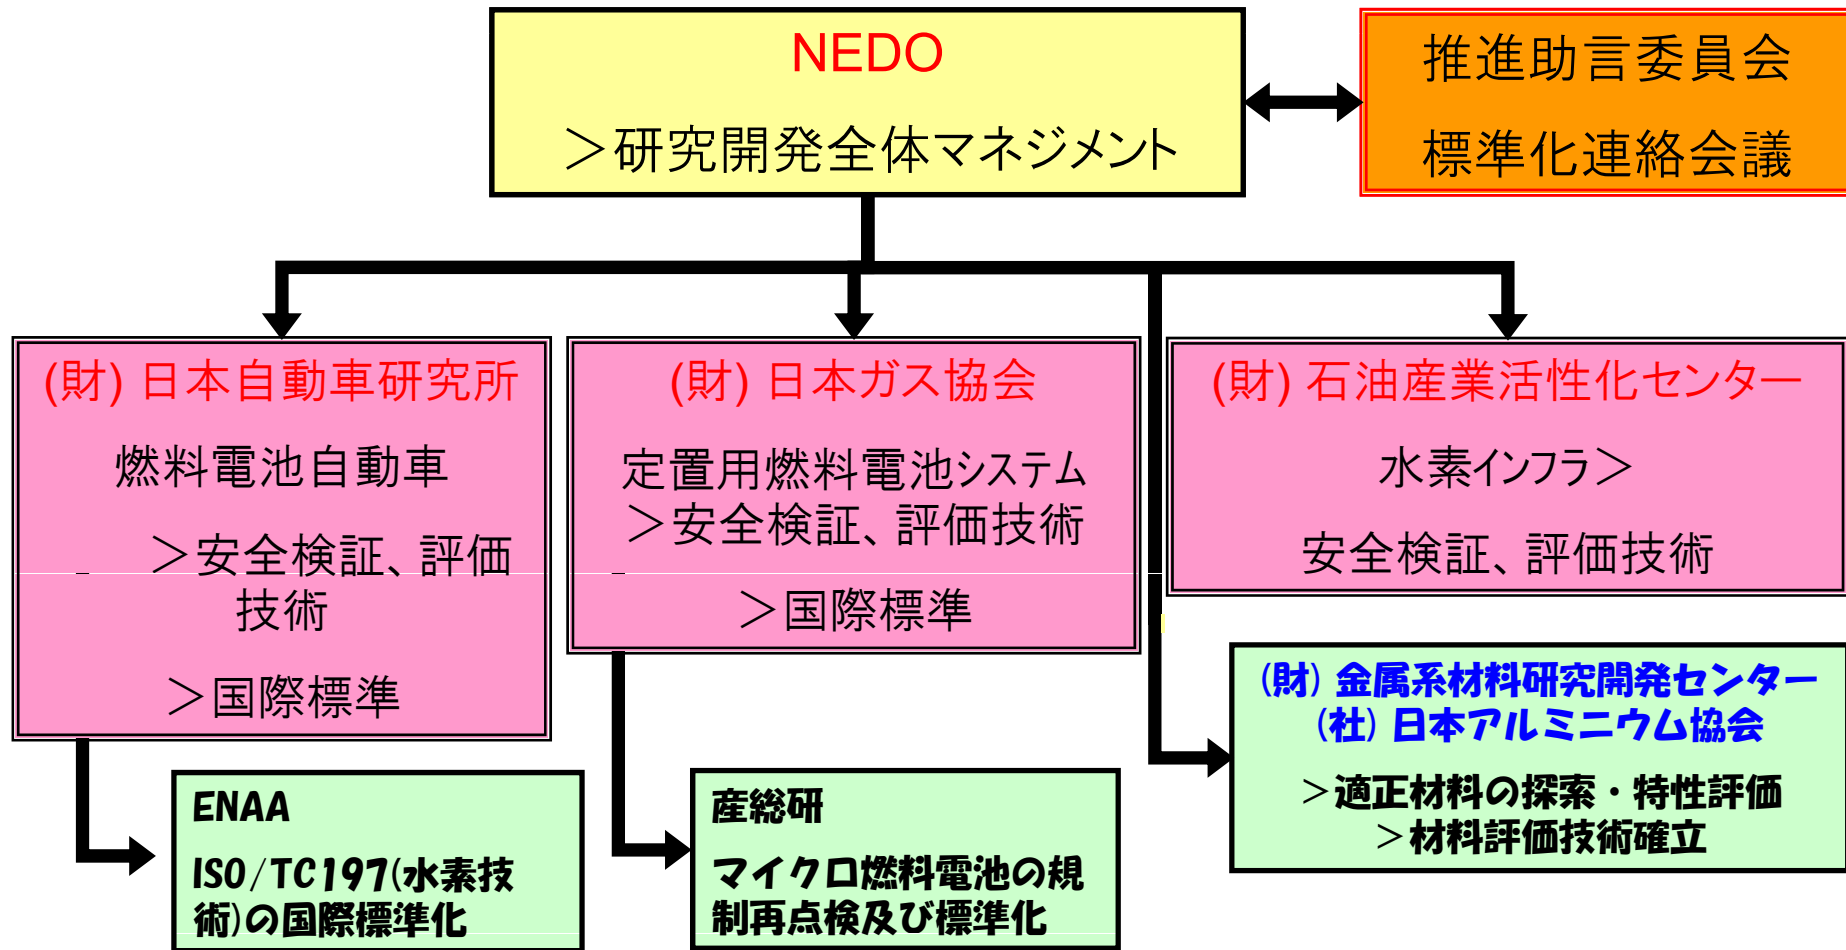 NEDO
＞研究開発全体マネジメント
推進助言委員会
標準化連絡会議
(財) 日本自動車研究所
燃料電池自動車
＞安全検証、評価
技術
＞国際標準
(財) 日本ガス協会
定置用燃料電池システム
＞安全検証、評価技術
＞国際標準
(財) 石油産業活性化センター
水素インフラ＞
安全検証、評価技術
(財) 金属系材料研究開発センター
(社) 日本アルミニウム協会
＞適正材料の探索・特性評価
＞材料評価技術確立
ENAA
ISO/TC197(水素技
術)の国際標準化
産総研
マイクロ燃料電池の規
制再点検及び標準化